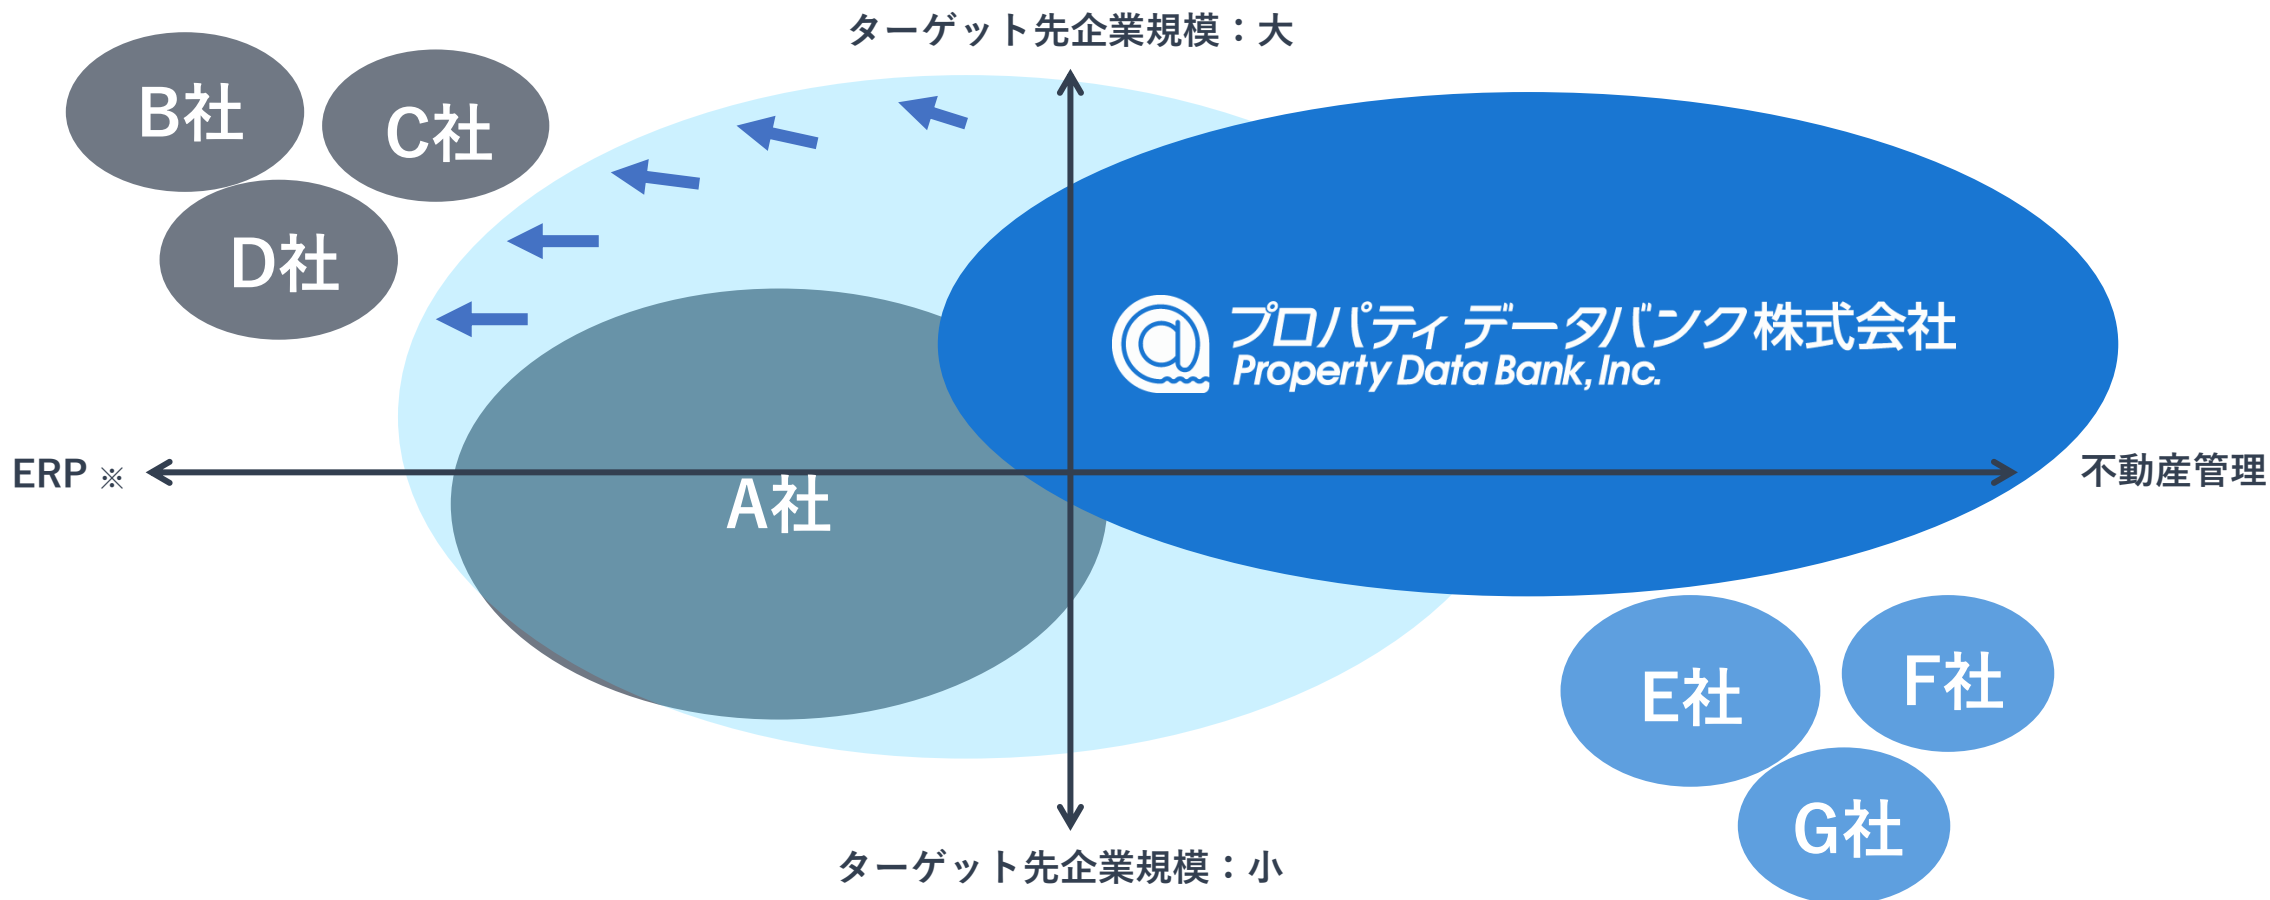 ターゲット先企業規模：大
B社
C社
D社
プロパティデータバンク株式会社
Property Data Bank, Inc.
ERP ※
不動産管理
A社
E社
F社
G社
ターゲット先企業規模：小